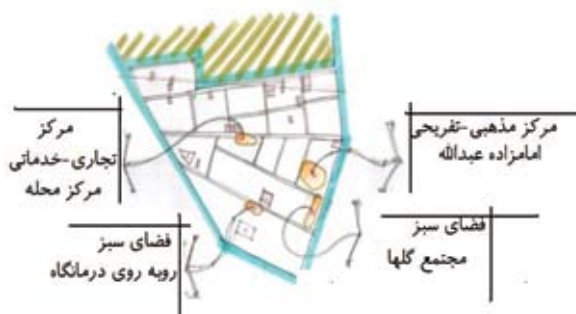 مرکز
تجاری-خدماتی
مرکز محله
مرکز مذهبی-تفریحی
امامزاده عبدالله
فضای سبز
روبه روی درمانگاه
فضای سبز
مجتمع گلها